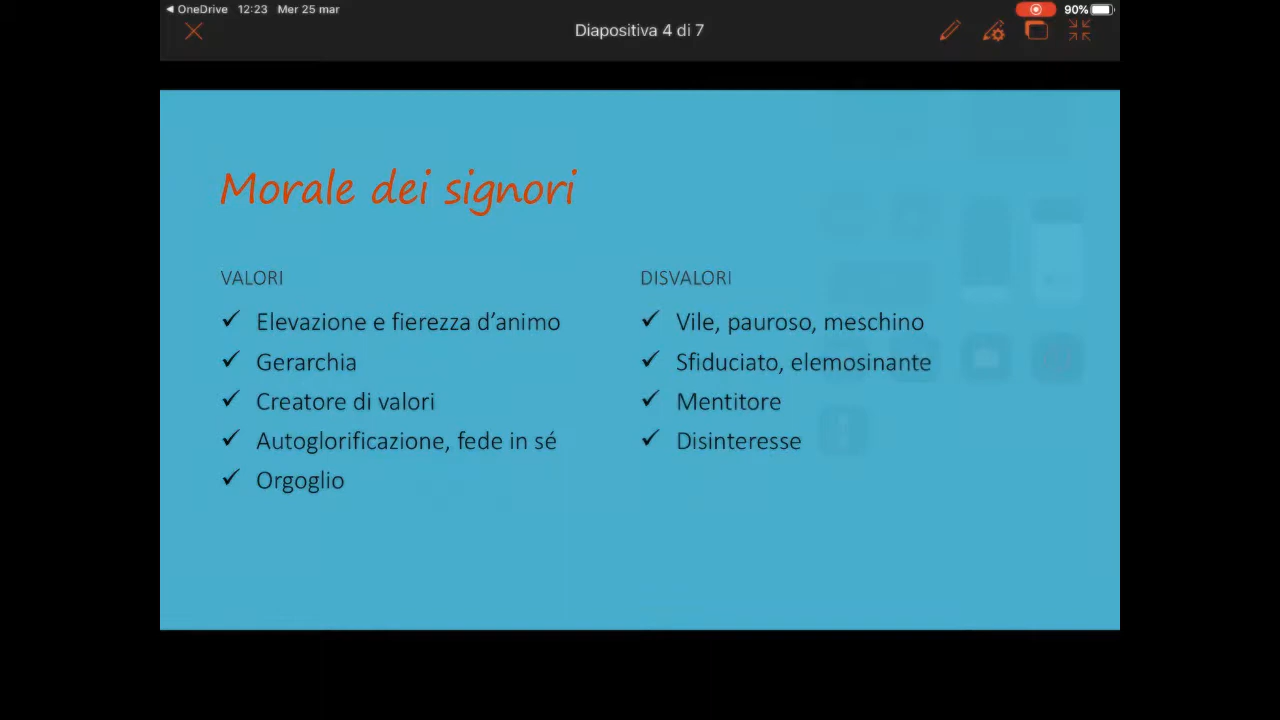 OneDrive 12:23 Mer 25 mar 90%
Diapositiva 4 di 7
Morale dei signori
VALORI
Elevazione e fierezza d’animo
Gerarchia
Creatore di valori
Autoglorificazione, fede in sé
Orgoglio
DISVALORI
Vile, pauroso, meschino
Sfiduciato, elemosinante
Mentitore
Disinteresse